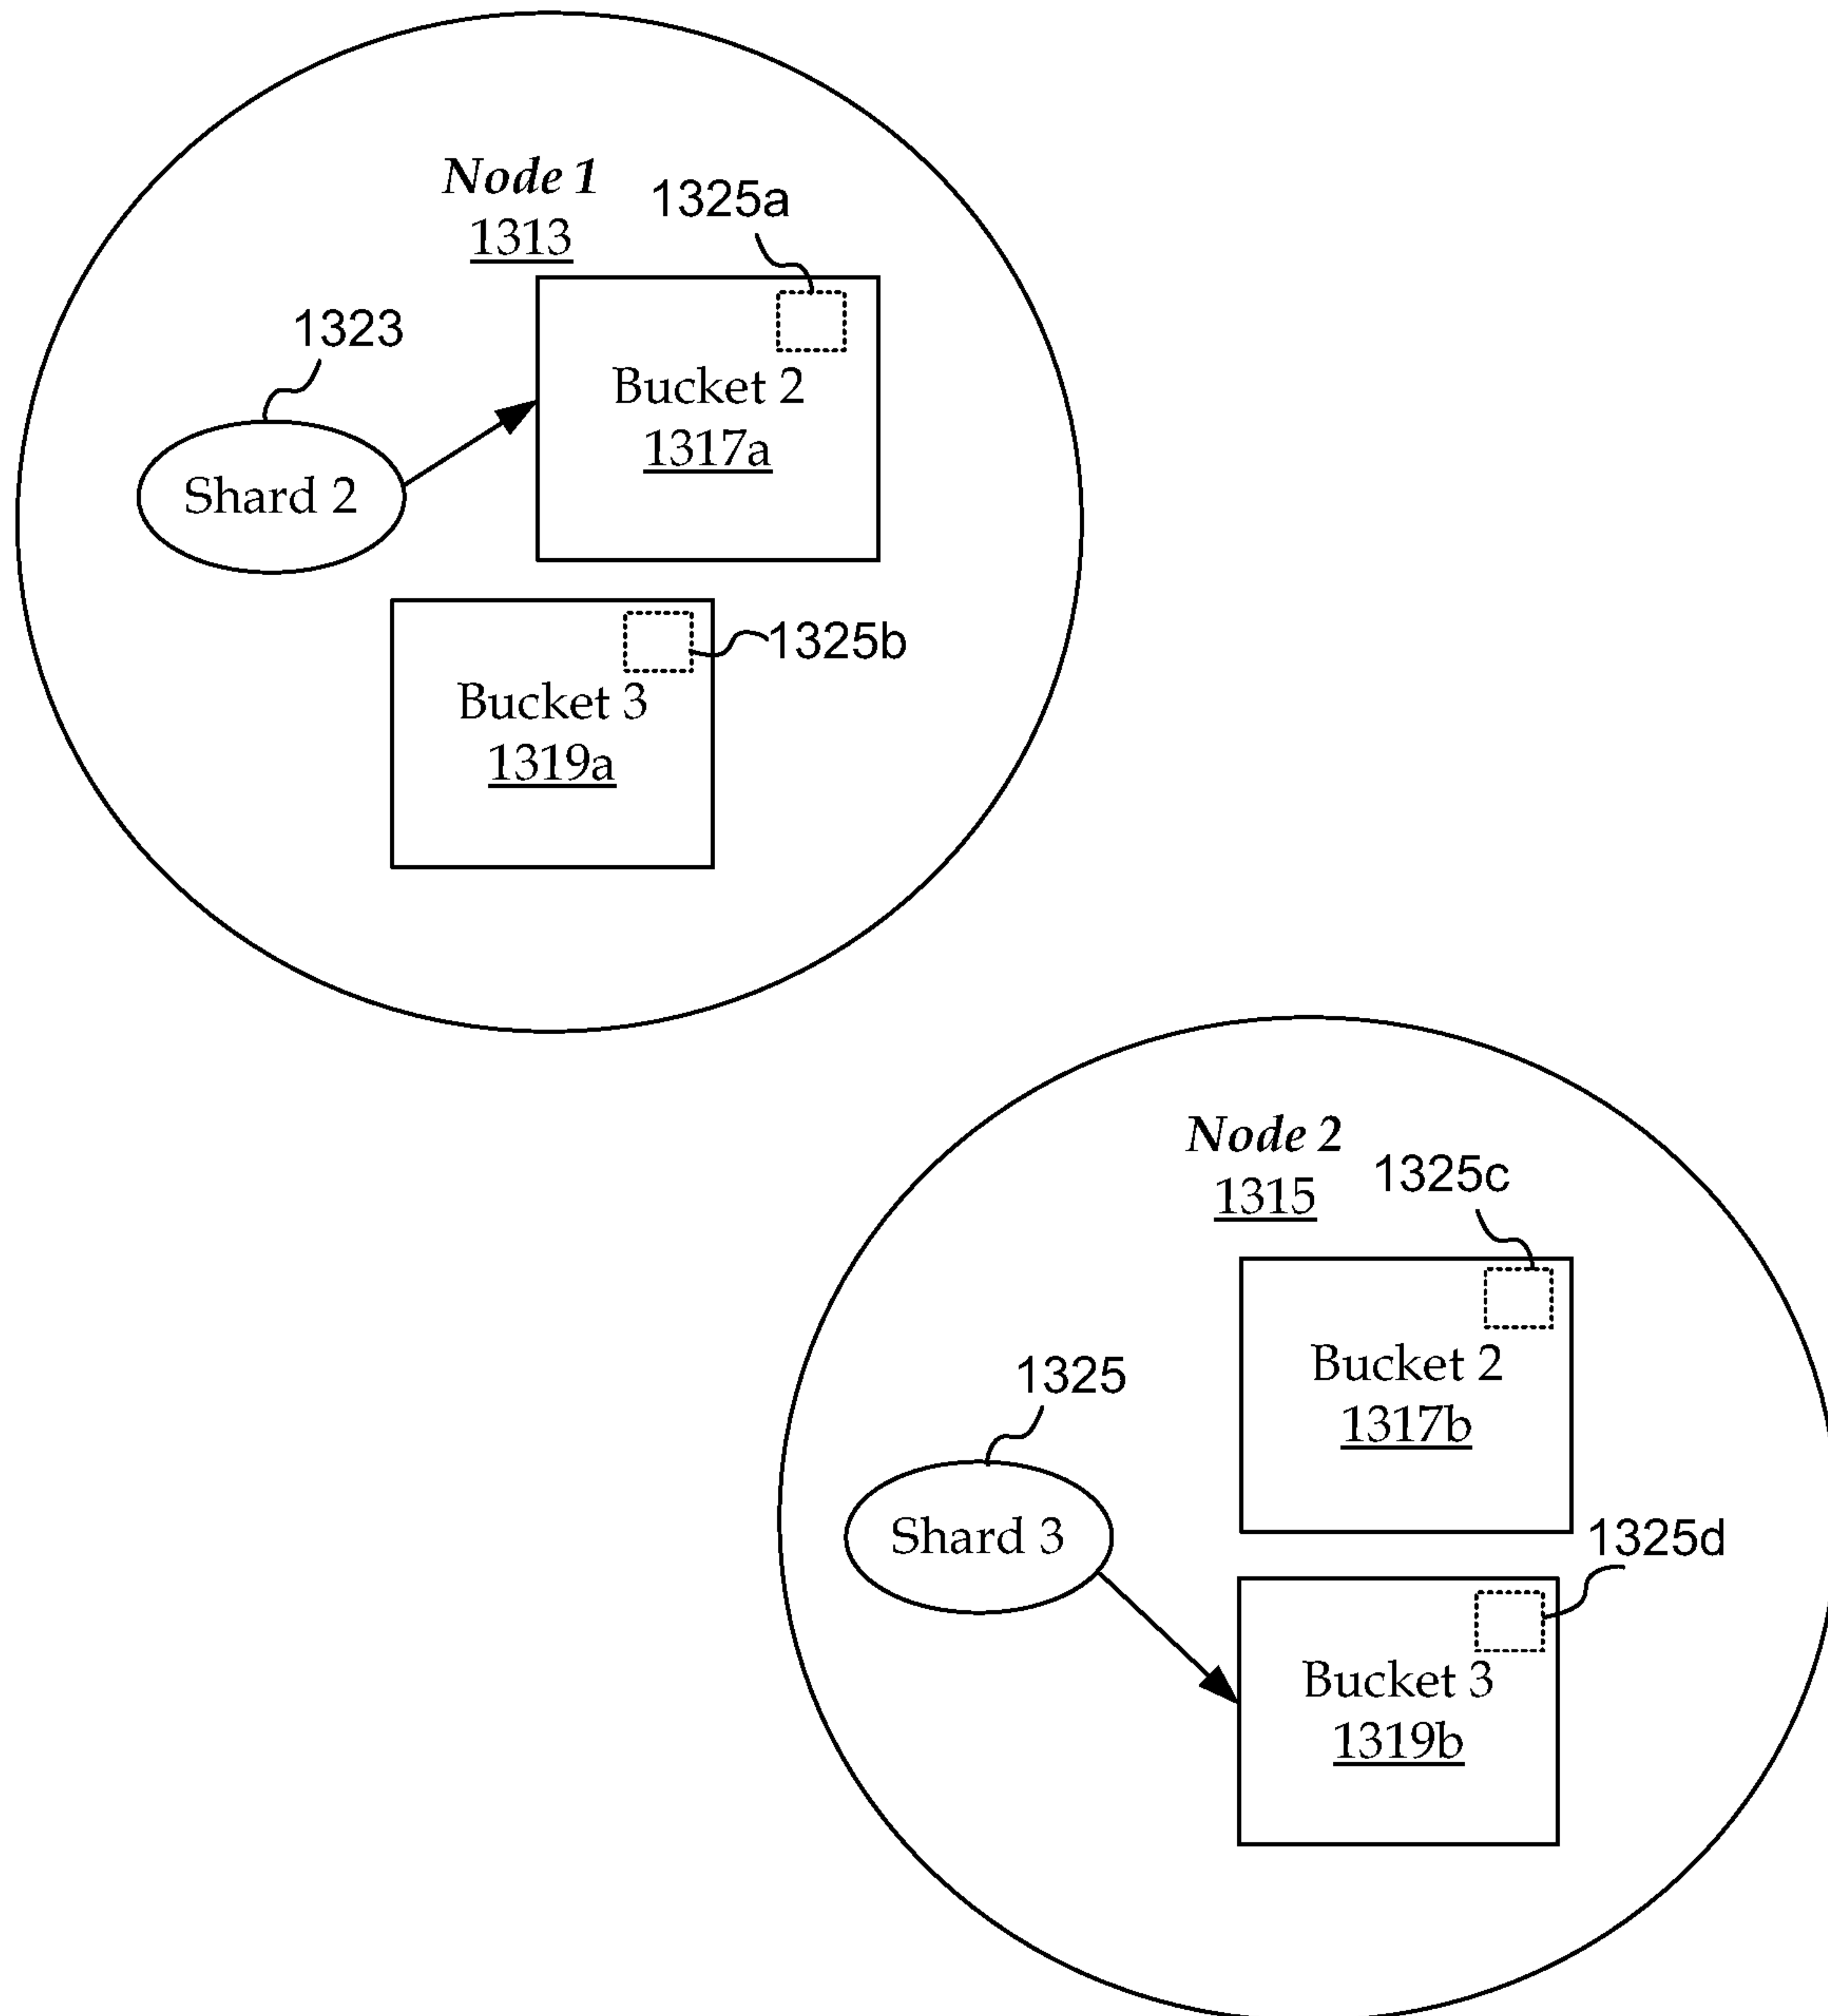 Node 1
1313
1325a
1323
Bucket 2
1317a
Shard 2
1325b
Bucket 3
1319a
Node 2
1315
1325c
1325
Bucket 2
1317b
Shard 3
1325d
Bucket 3
1319b